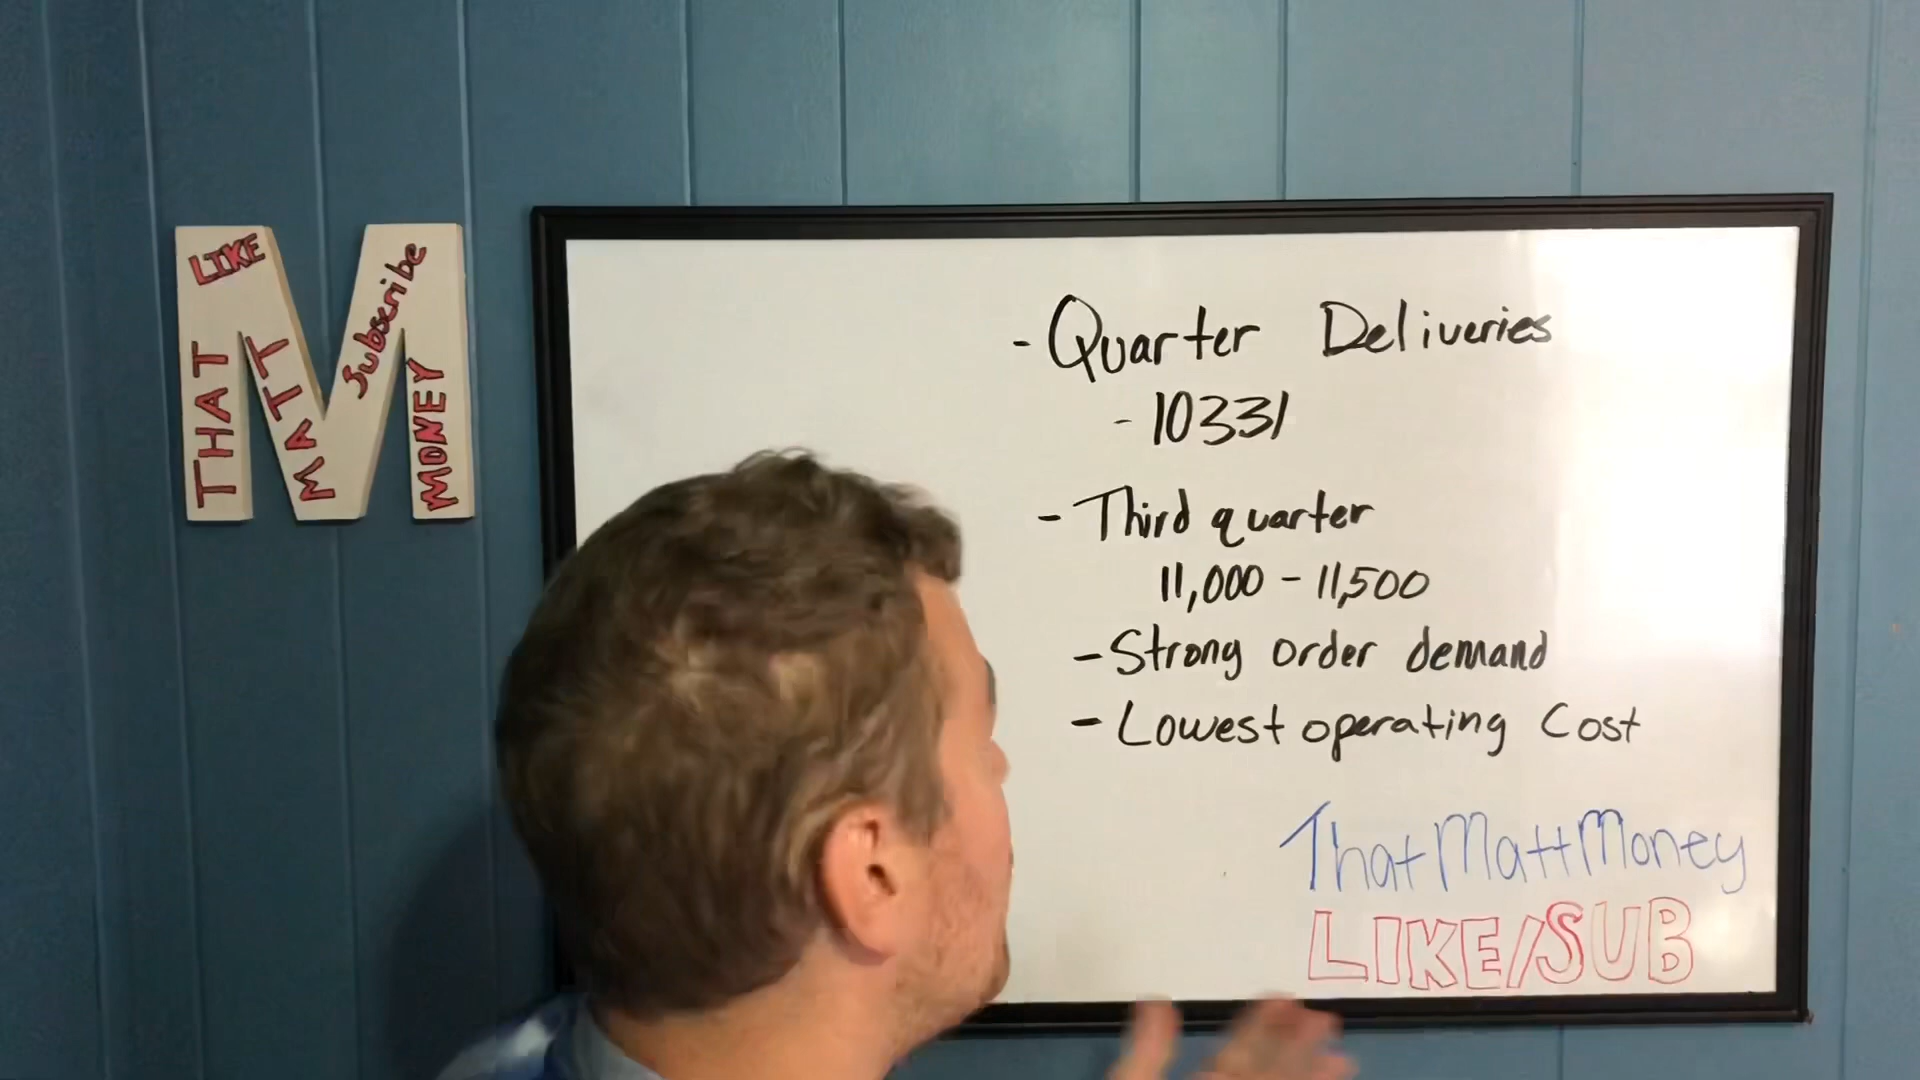 LIKE
THAT
MATT
Subscribe
MONEY
- Quarter Deliveries
- 10331
- Third quarter
11,000 - 11,500
- Strong order demand
- Lowest operating Cost
ThatMattMoney
LIKE/SUB